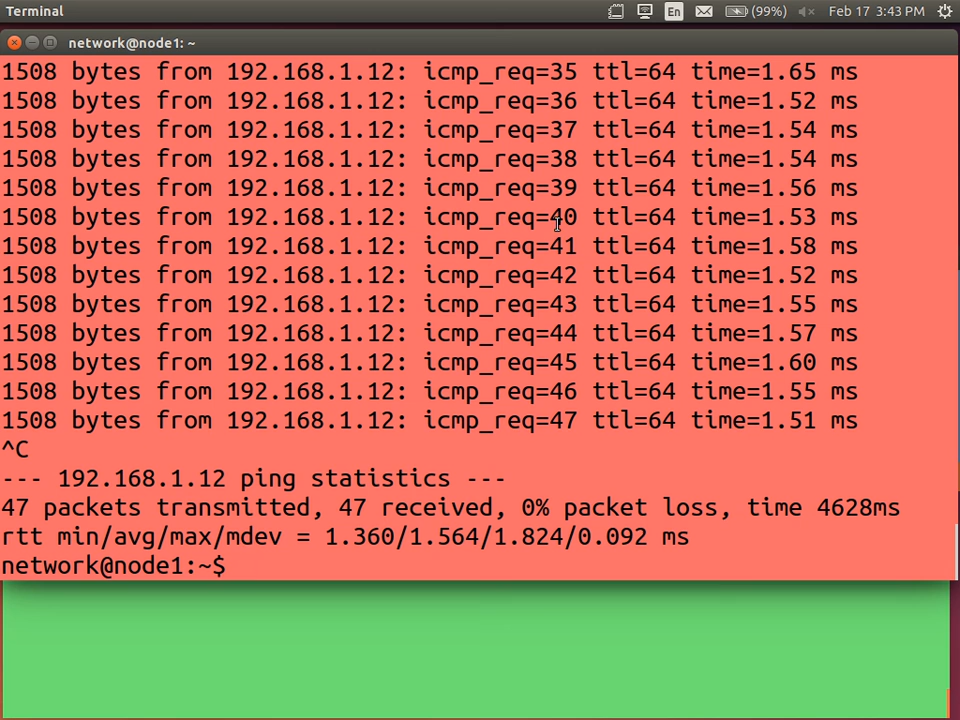 Terminal
En
(99%)
Feb 17 3:43 PM
network@node1: ~
1508 bytes from 192.168.1.12: icmp_req=35 ttl=64 time=1.65 ms
1508 bytes from 192.168.1.12: icmp_req=36 ttl=64 time=1.52 ms
1508 bytes from 192.168.1.12: icmp_req=37 ttl=64 time=1.54 ms
1508 bytes from 192.168.1.12: icmp_req=38 ttl=64 time=1.54 ms
1508 bytes from 192.168.1.12: icmp_req=39 ttl=64 time=1.56 ms
1508 bytes from 192.168.1.12: icmp_req=40 ttl=64 time=1.53 ms
1508 bytes from 192.168.1.12: icmp_req=41 ttl=64 time=1.58 ms
1508 bytes from 192.168.1.12: icmp_req=42 ttl=64 time=1.52 ms
1508 bytes from 192.168.1.12: icmp_req=43 ttl=64 time=1.55 ms
1508 bytes from 192.168.1.12: icmp_req=44 ttl=64 time=1.57 ms
1508 bytes from 192.168.1.12: icmp_req=45 ttl=64 time=1.60 ms
1508 bytes from 192.168.1.12: icmp_req=46 ttl=64 time=1.55 ms
1508 bytes from 192.168.1.12: icmp_req=47 ttl=64 time=1.51 ms
^C
--- 192.168.1.12 ping statistics ---
47 packets transmitted, 47 received, 0% packet loss, time 4628ms
rtt min/avg/max/mdev = 1.360/1.564/1.824/0.092 ms
network@node1:~$